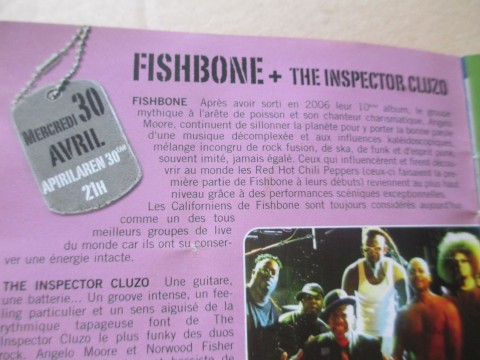 FISHBONE + THE INSPECTOR CLUZO
MERCREDI 30
AVRIL
APIRILAREN 30ean
21H
FISHBONE Après avoir sorti en 2006 leur 10ème album, le groupe
mythique à l'arête de poisson et son chanteur charismatique, Angelo
Moore, continuent de sillonner la planète pour y porter la bonne parole
d'une musique décomplexée et aux influences kaléidoscopiques,
mélange incongru de rock fusion, de ska, de funk et d'esprit punk,
souvent imité, jamais égalé. Ceux qui influencèrent et firent décou-
vrir au monde les Red Hot Chili Peppers (ceux-ci faisaient la pre-
mière partie de Fishbone à leurs débuts) reviennent au plus haut
niveau grâce à des performances scéniques exceptionnelles.
Les Californiens de Fishbone sont toujours considérés aujourd'hui
comme un des tous
meilleurs groupes de live
du monde car ils ont su conser-
ver une énergie intacte.
THE INSPECTOR CLUZO Une guitare,
une batterie... Un groove intense, un fee-
ling particulier et un sens aiguisé de la
rythmique tapageuse font de The
Inspector Cluzo le plus funky des duos
rock. Angelo Moore et Norwood Fisher